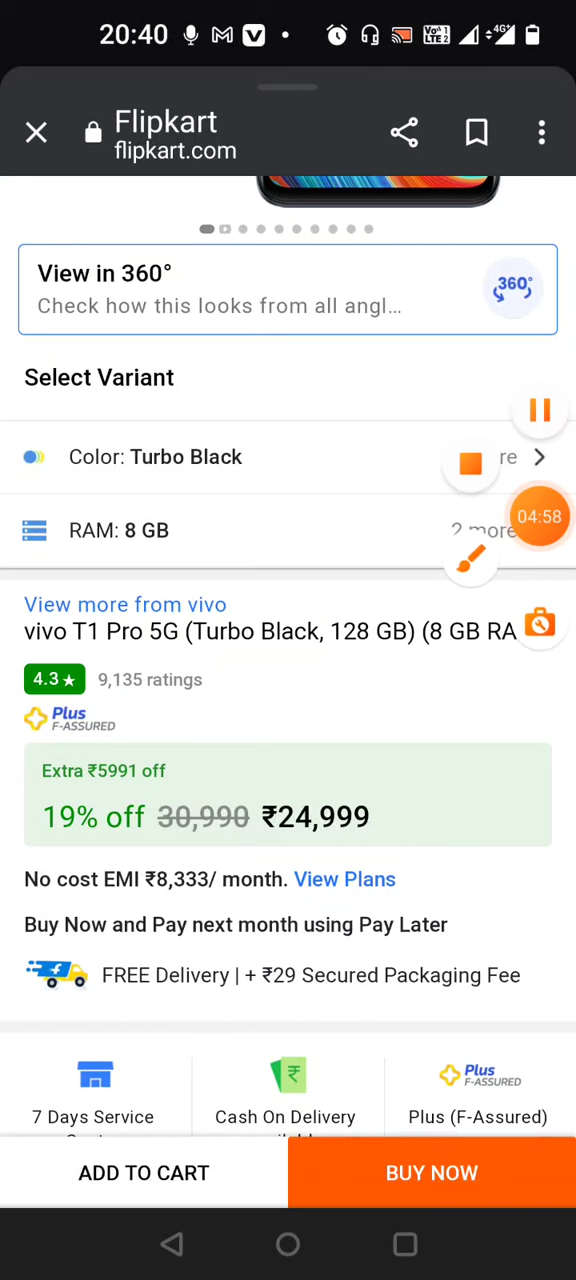 20:40
VoLTE 1
LTE 2
4G+
Flipkart
flipkart.com
View in 360°
Check how this looks from all angl...
360°
Select Variant
Color: Turbo Black
re
RAM: 8 GB
2 more
04:58
View more from vivo
vivo T1 Pro 5G (Turbo Black, 128 GB) (8 GB RA
4.3★ 9,135 ratings
Plus
F-ASSURED
Extra ₹5991 off
19% off 30,990 ₹24,999
No cost EMI ₹8,333/ month. View Plans
Buy Now and Pay next month using Pay Later
FREE Delivery | + ₹29 Secured Packaging Fee
Plus
F-ASSURED
7 Days Service
Cash On Delivery
Plus (F-Assured)
ADD TO CART
BUY NOW